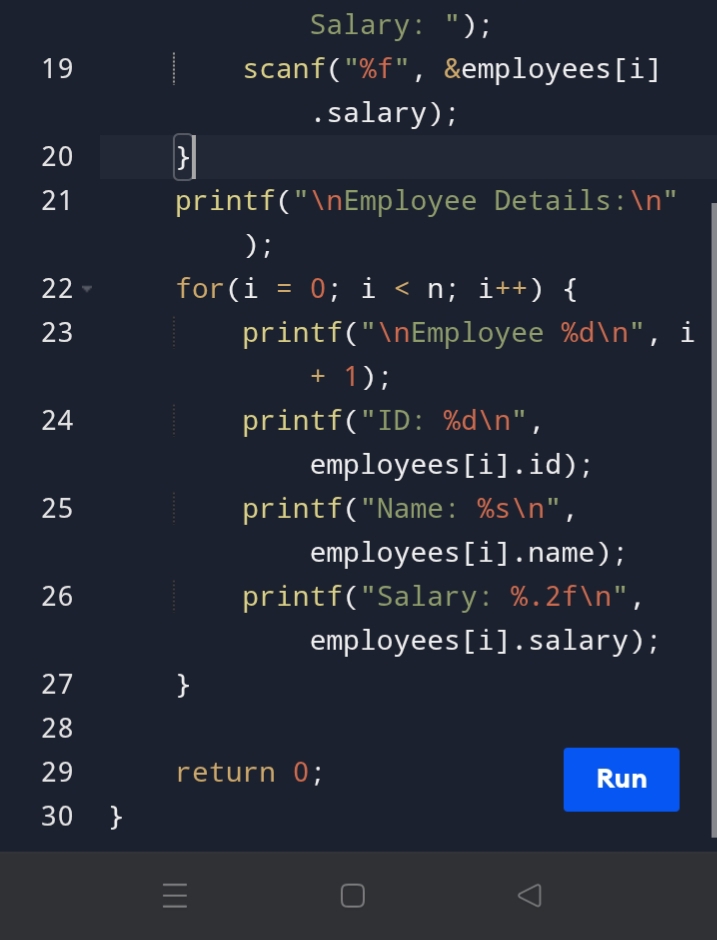 Salary: ");
19 scanf("%f", &employees[i]
.salary);
20 }
21 printf("\nEmployee Details:\n"
);
22 for(i = 0; i < n; i++) {
23 printf("\nEmployee %d\n", i
+ 1);
24 printf("ID: %d\n",
employees[i].id);
25 printf("Name: %s\n",
employees[i].name);
26 printf("Salary: %.2f\n",
employees[i].salary);
27 }
28
29 return 0;
Run
30 }